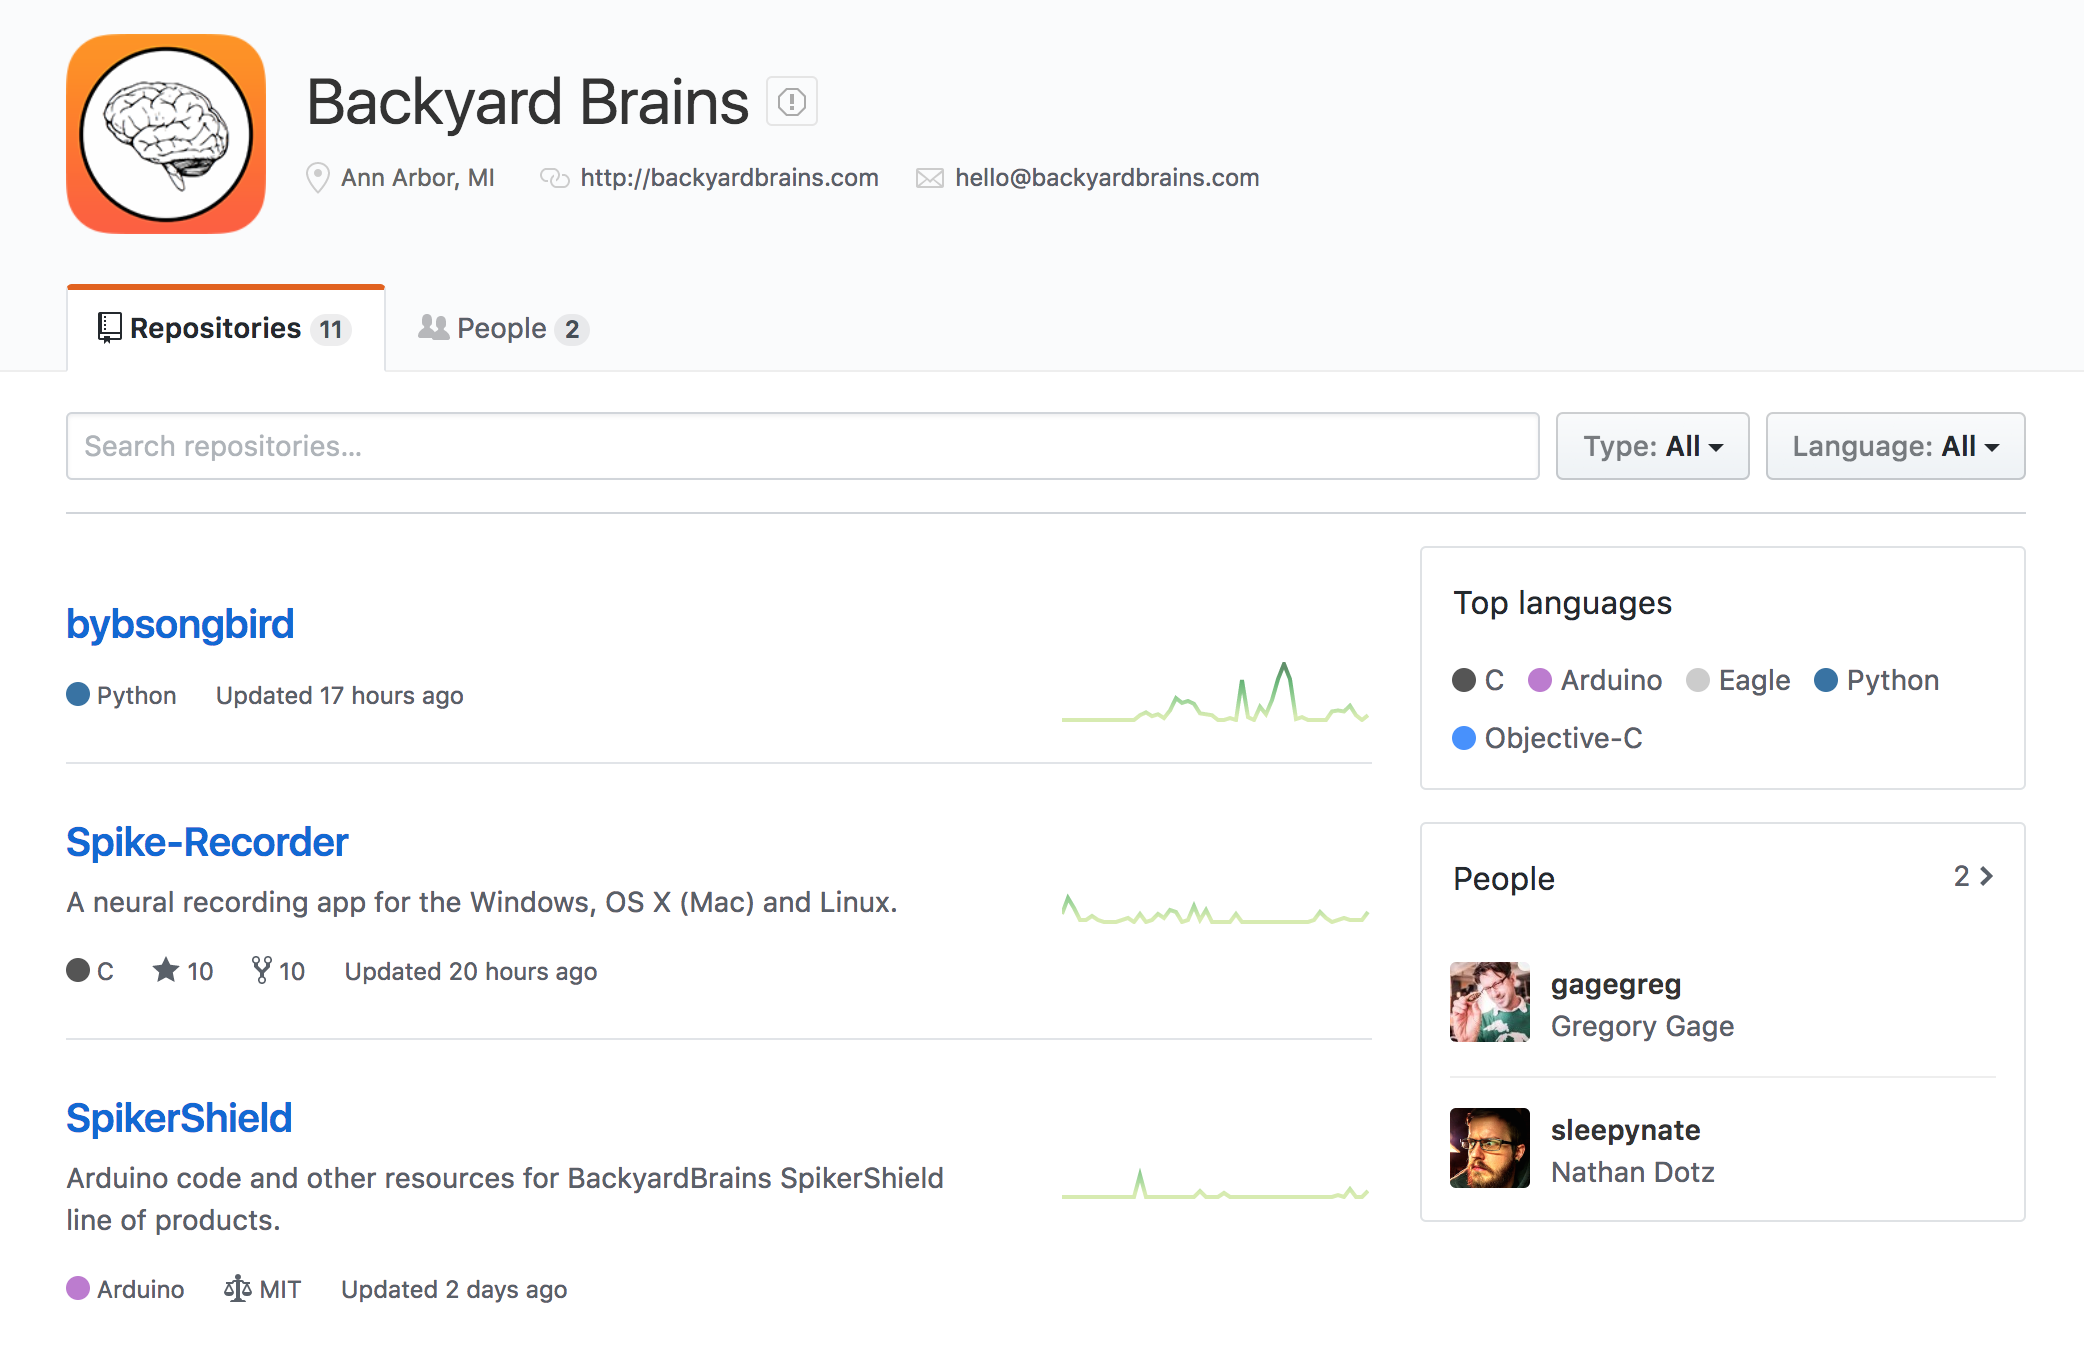 Backyard Brains
Ann Arbor, MI http://backyardbrains.com hello@backyardbrains.com
Repositories 11 People 2
Search repositories...
Type: All Language: All
bybsongbird
Python Updated 17 hours ago
Spike-Recorder
A neural recording app for the Windows, OS X (Mac) and Linux.
C 10 10 Updated 20 hours ago
SpikerShield
Arduino code and other resources for BackyardBrains SpikerShield
line of products.
Arduino MIT Updated 2 days ago
Top languages
C Arduino Eagle Python
Objective-C
People 2
gagegreg
Gregory Gage
sleepynate
Nathan Dotz